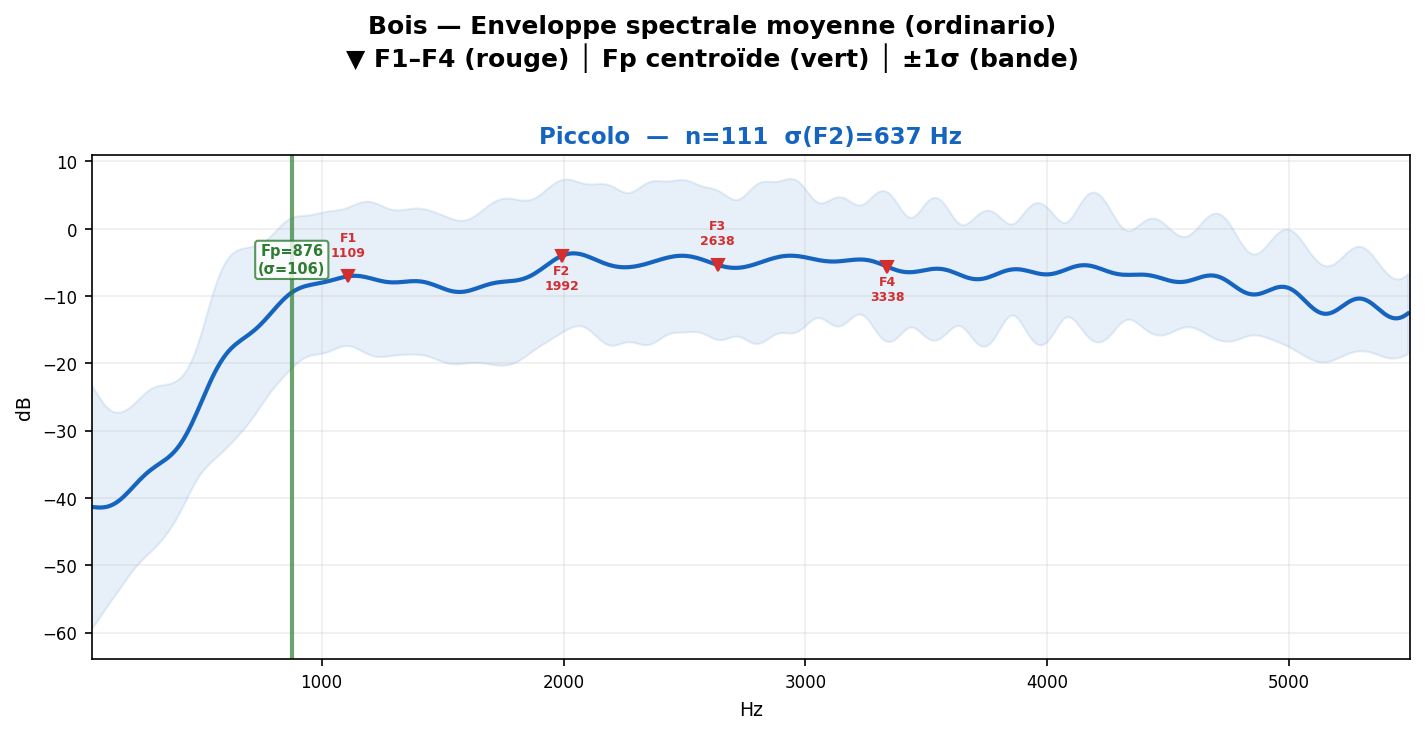 Bois — Enveloppe spectrale moyenne (ordinario)
▼ F1–F4 (rouge) │ Fp centroïde (vert) │ ±1σ (bande)
Piccolo — n=111 σ(F2)=637 Hz
10
0
−10
−20
−30
−40
−50
−60
dB
Fp=876
(σ=106)
F1
1109
F2
1992
F3
2638
F4
3338
1000
2000
3000
4000
5000
Hz